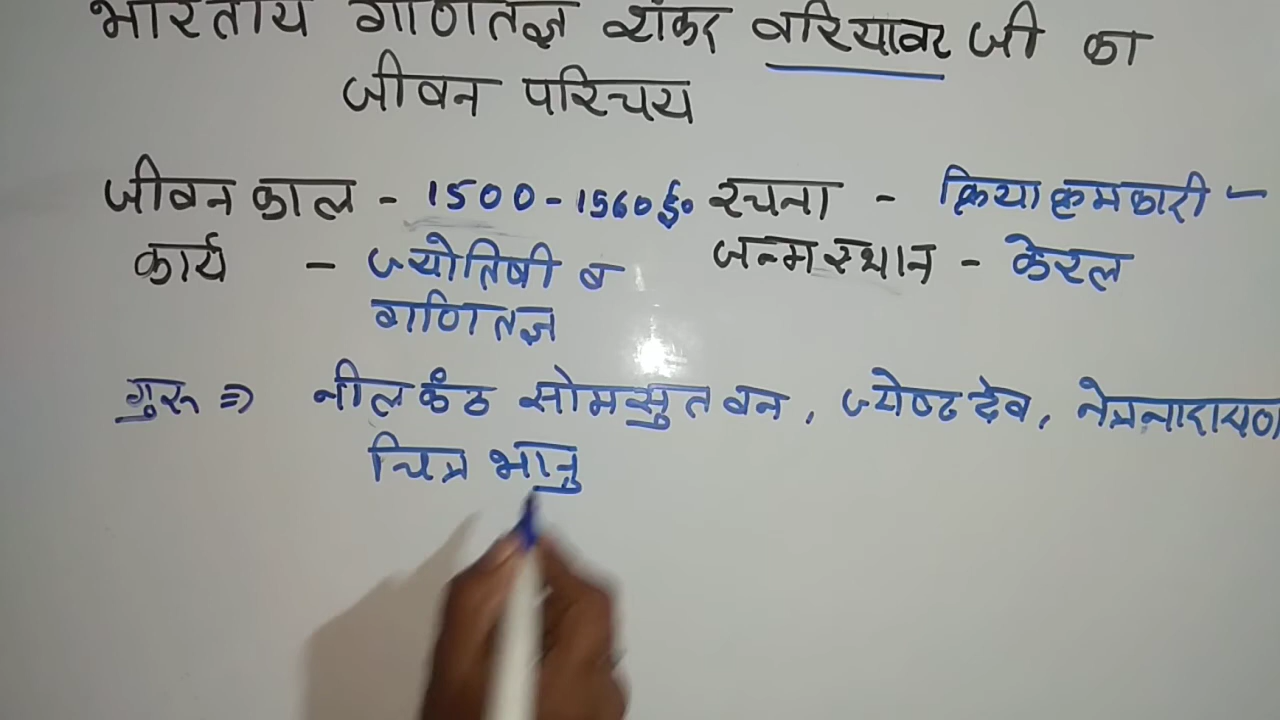 भारतीय गणितज्ञ शंकर वरियावर जी का
जीवन परिचय
जीवन काल - 1500-1560ई० रचना - क्रियाक्रमकारी -
कार्य - ज्योतिषी व जन्मस्थान - केरल
गणितज्ञ
गुरू ⇒ नीलकंठ सोमसुतवन, ज्येष्टदेव, नेत्रनारायण
चित्र भानु